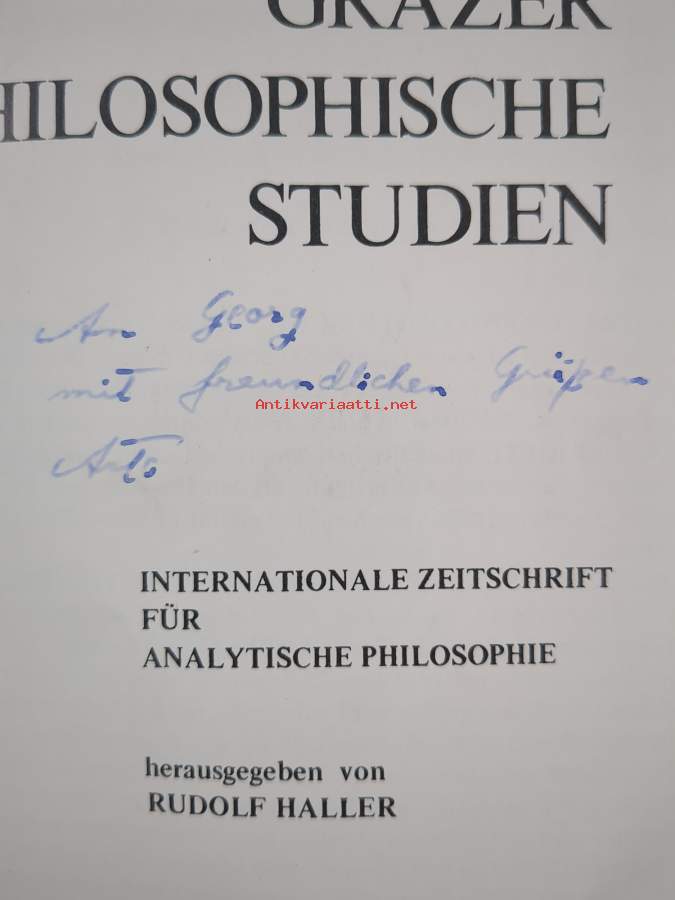 GRAZER
HILOSOPHISCHE
STUDIEN
An Georg
mit freundlichen Grüßen
Antikvariaatti.net
Arto
INTERNATIONALE ZEITSCHRIFT
FÜR
ANALYTISCHE PHILOSOPHIE
herausgegeben von
RUDOLF HALLER